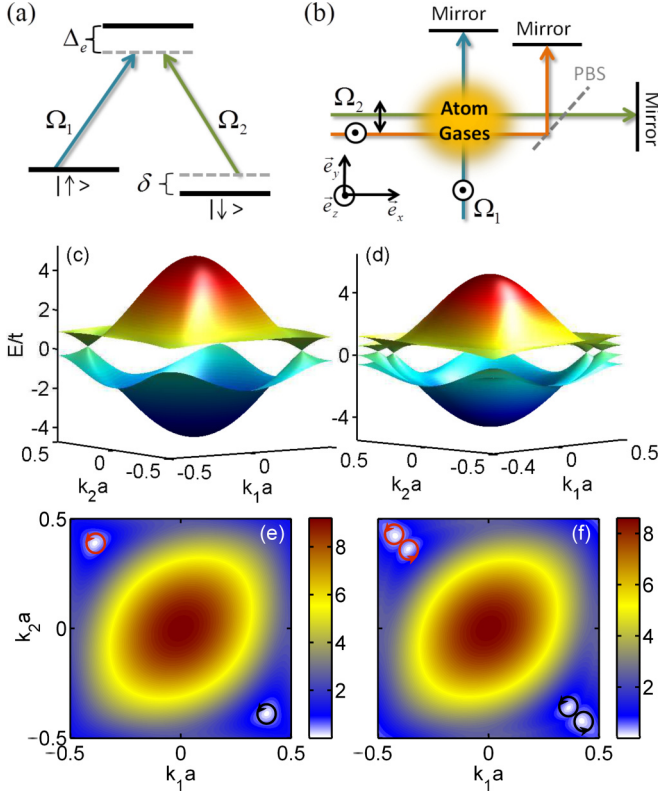 (a)
Δe
Ω1
Ω2
|↑>
δ
|↓>
(b)
Mirror
Mirror
PBS
Mirror
Ω2
Atom
Gases
e⃗y
e⃗z
e⃗x
Ω1
(c)
4
2
0
-2
-4
E/t
0.5
0
-0.5
k2a
-0.5
0
0.5
k1a
(d)
4
2
0
-2
-4
0.5
0
-0.5
k2a
-0.4
0
0.5
k1a
(e)
0.5
0
-0.5
k2a
-0.5
0
0.5
k1a
8
6
4
2
(f)
-0.5
0
0.5
k1a
8
6
4
2